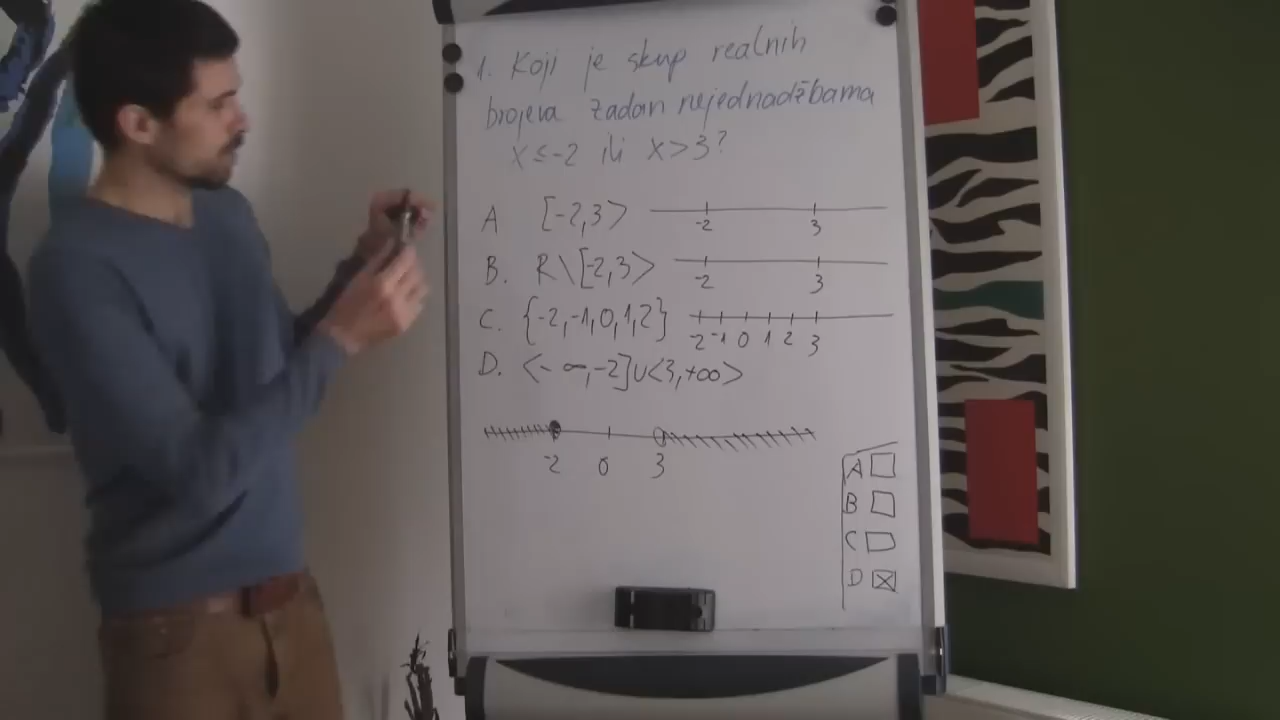 1. Koji je skup realnih
brojeva zadan nejednadžbama
x ≤ -2 ili x > 3?
A [-2,3> -2 3
B. R\[-2,3> -2 3
C. {-2,-1,0,1,2} -2 -1 0 1 2 3
D. <-∞,-2]∪<3,+∞>
-2 0 3
A
B
C
D